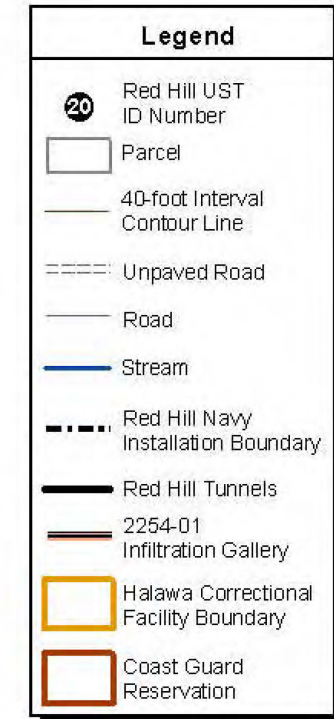 Legend
20
Red Hill UST
ID Number
Parcel
40-foot Interval
Contour Line
Unpaved Road
Road
Stream
Red Hill Navy
Installation Boundary
Red Hill Tunnels
2254-01
Infiltration Gallery
Halawa Correctional
Facility Boundary
Coast Guard
Reservation